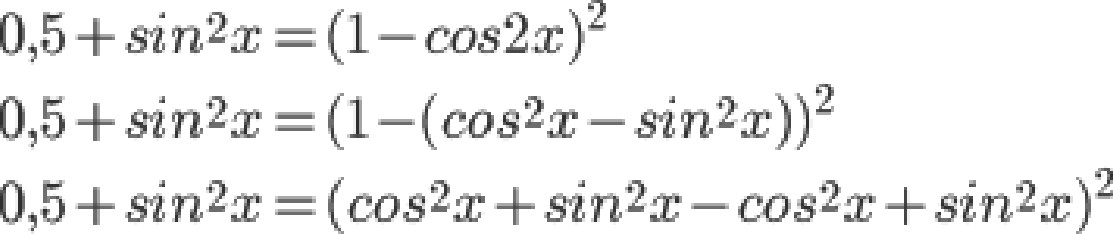 0,5+sin²x=(1−cos2x)²
0,5+sin²x=(1−(cos²x−sin²x))²
0,5+sin²x=(cos²x+sin²x−cos²x+sin²x)²